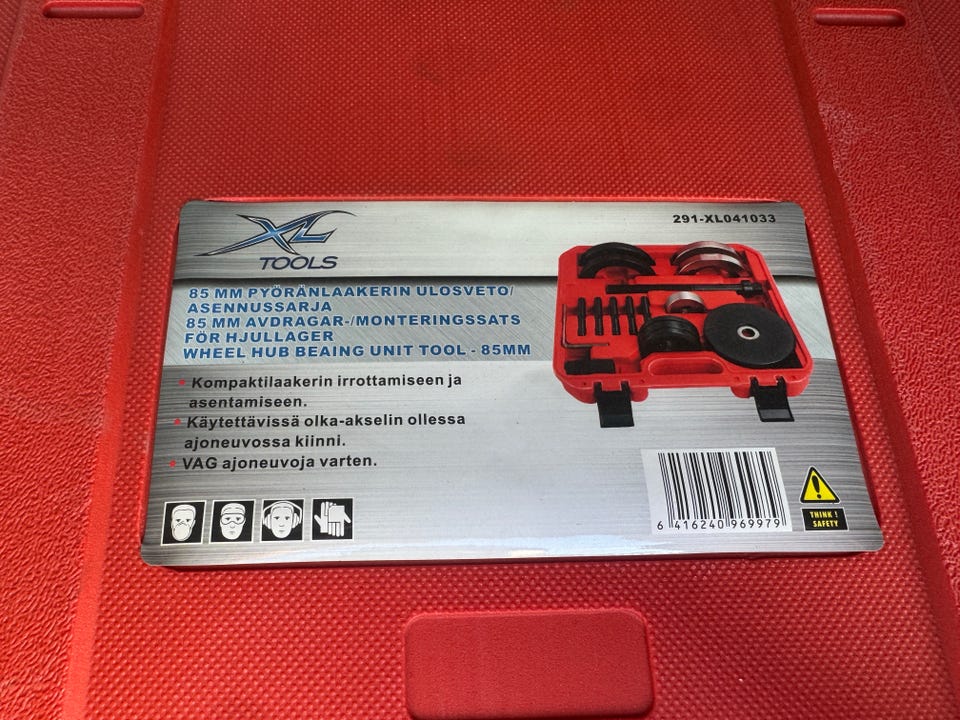 XL
TOOLS
291-XL041033
85 MM PYÖRÄNLAAKERIN ULOSVETO/
ASENNUSSARJA
85 MM AVDRAGAR-/MONTERINGSSATS
FÖR HJULLAGER
WHEEL HUB BEAING UNIT TOOL - 85MM
• Kompaktilaakerin irrottamiseen ja
asentamiseen.
• Käytettävissä olka-akselin ollessa
ajoneuvossa kiinni.
• VAG ajoneuvoja varten.
6 416240 969979
THINK !
SAFETY